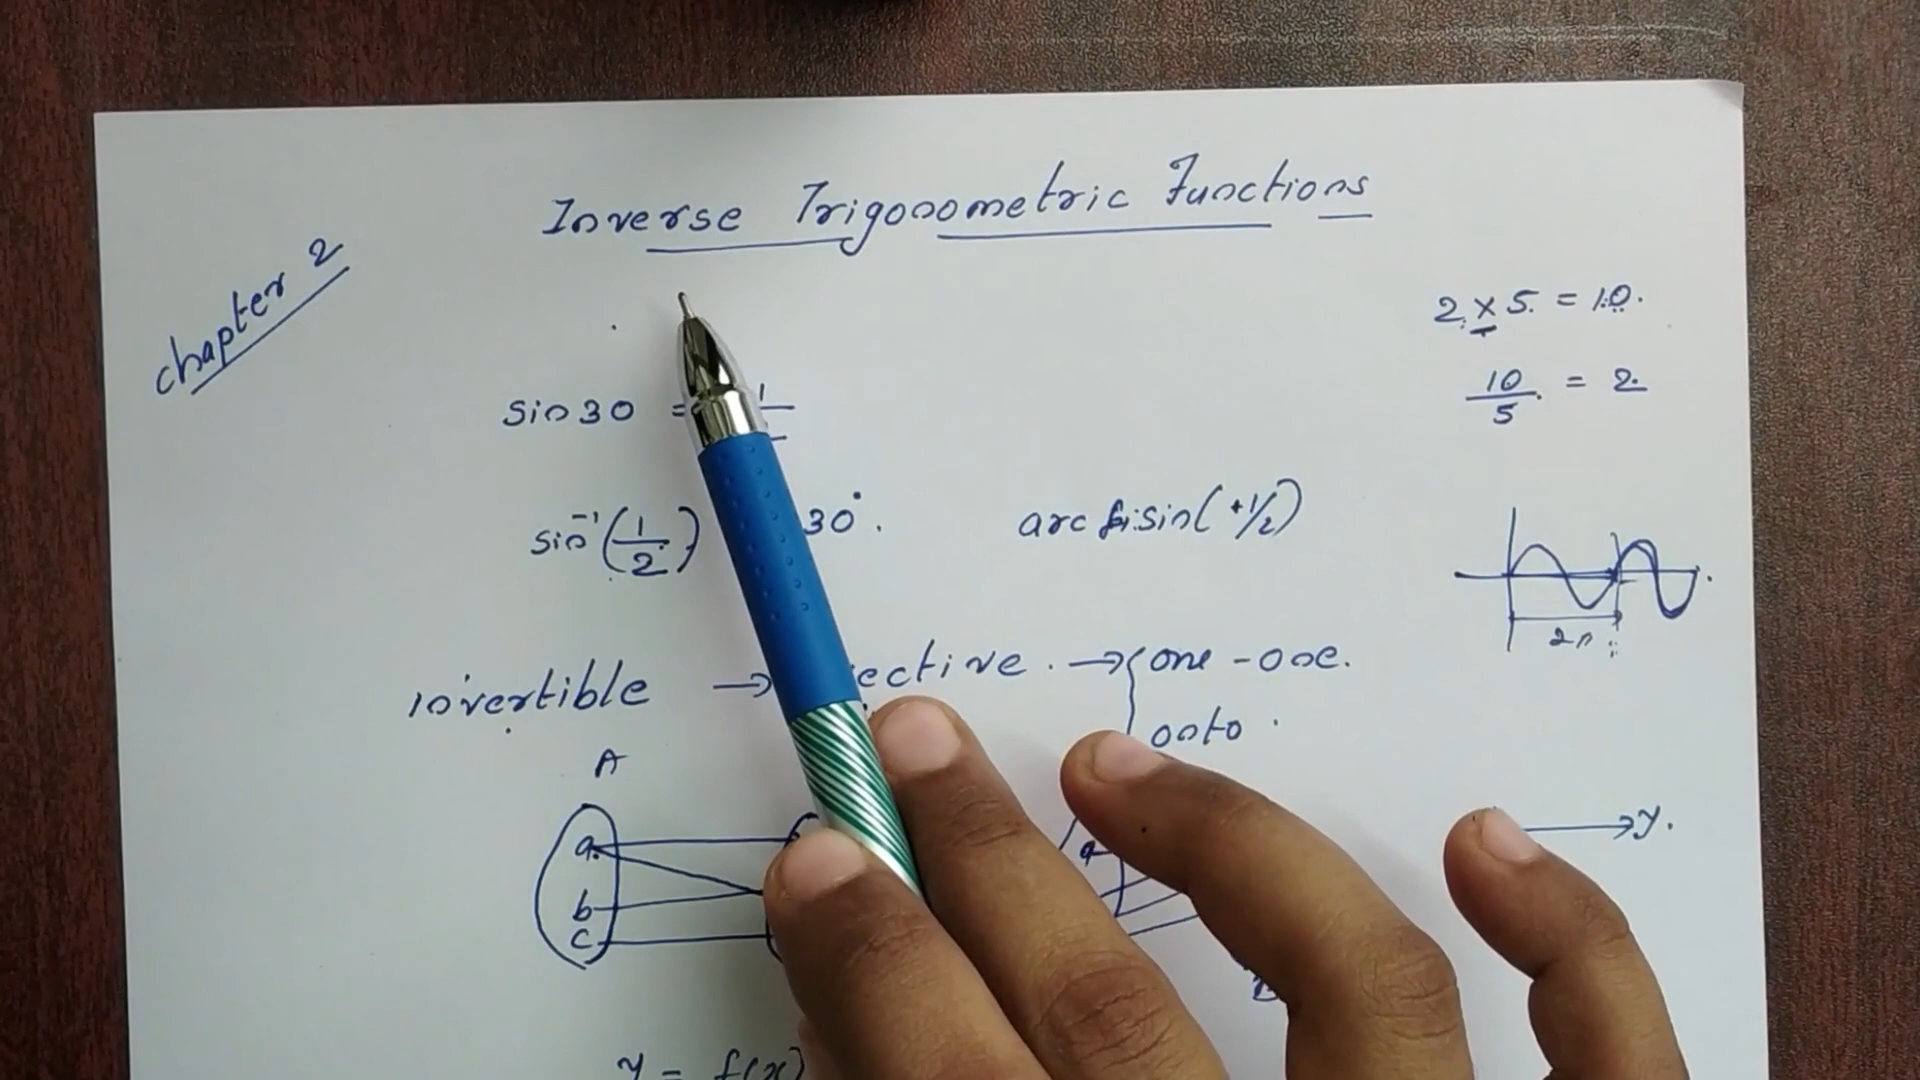 Inverse Trigonometric Functions
chapter 2
2 x 5 = 10.
10/5 = 2
sin 30 = 1
sin⁻¹(1/2) 30°.
arc sin(+1/2)
2π
invertible → ective. → { one-one.
onto
A
a
b
c
a
→ y.
y = f(x)